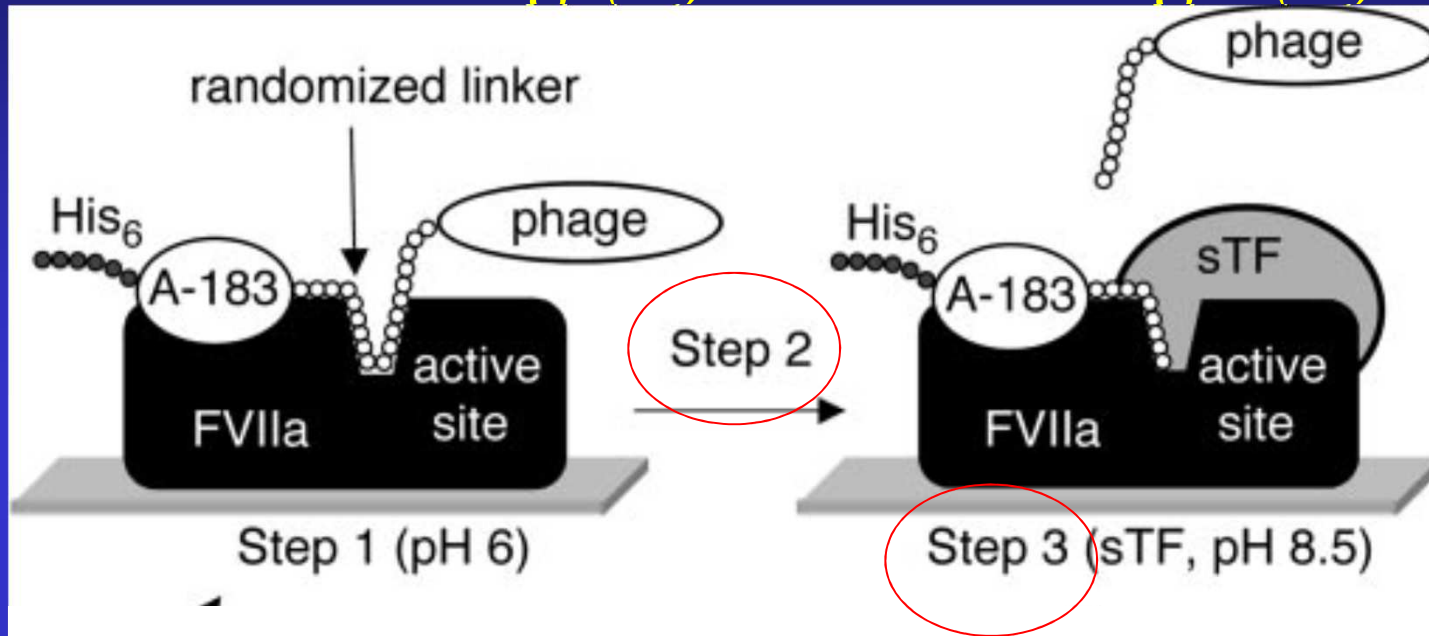 randomized linker
His6
A-183
phage
FVIIa
active
site
Step 1 (pH 6)
Step 2
phage
His6
A-183
sTF
FVIIa
active
site
Step 3 (sTF, pH 8.5)